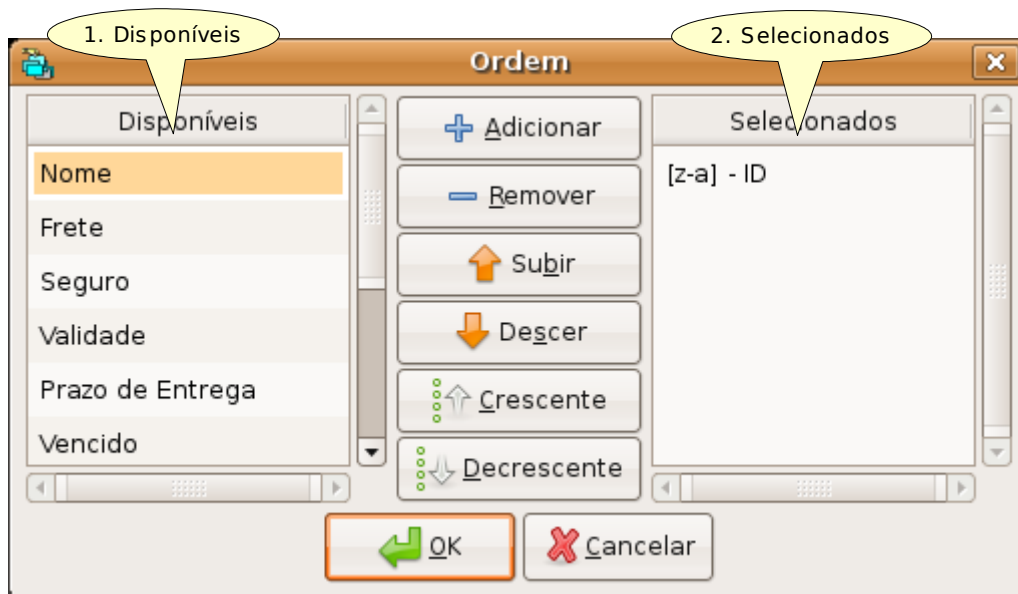 1. Disponíveis
2. Selecionados
Ordem
Disponíveis
Nome
Frete
Seguro
Validade
Prazo de Entrega
Vencido
Adicionar
Remover
Subir
Descer
Crescente
Decrescente
Selecionados
[z-a] - ID
OK
Cancelar